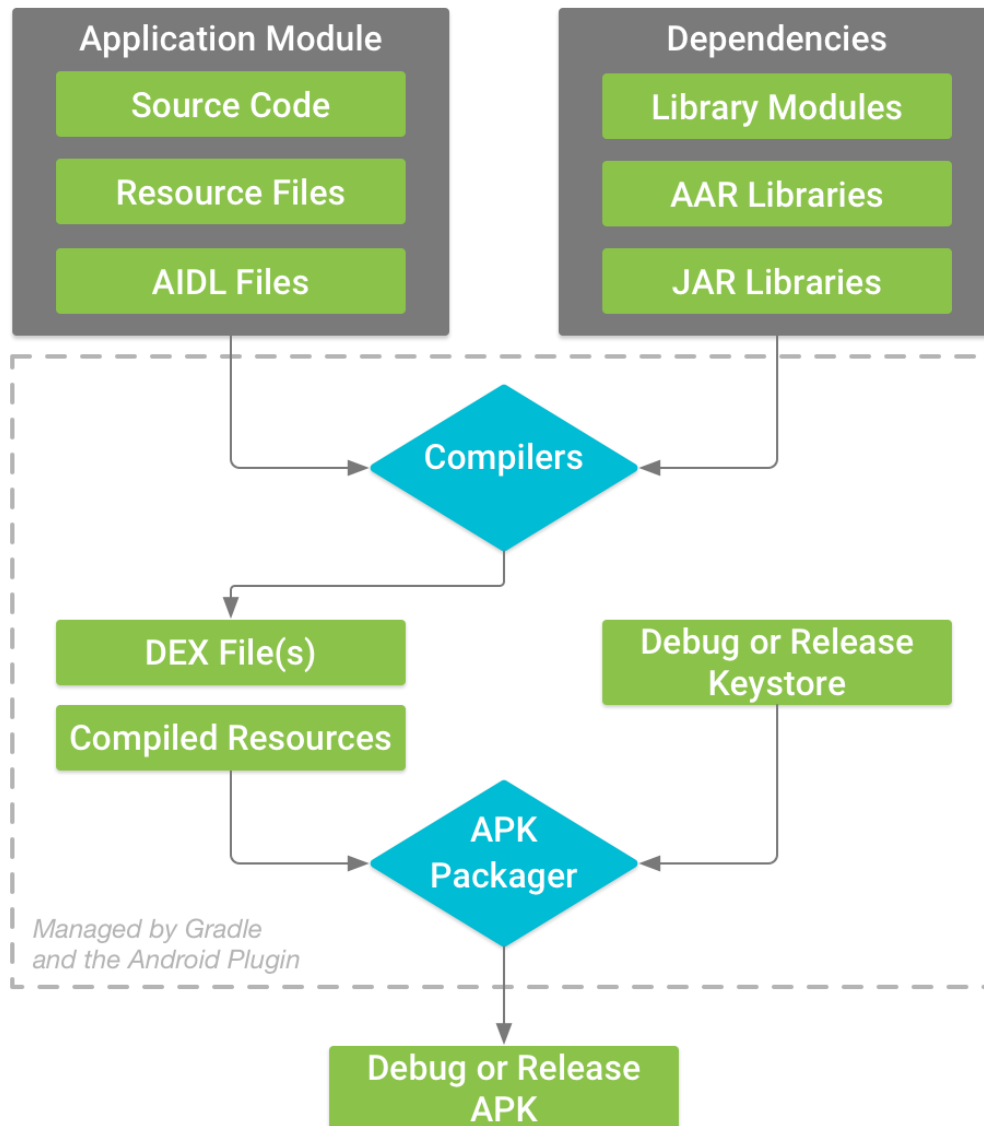 Application Module
Source Code
Resource Files
AIDL Files
Dependencies
Library Modules
AAR Libraries
JAR Libraries
Compilers
DEX File(s)
Compiled Resources
Debug or Release
Keystore
APK
Packager
Managed by Gradle
and the Android Plugin
Debug or Release
APK